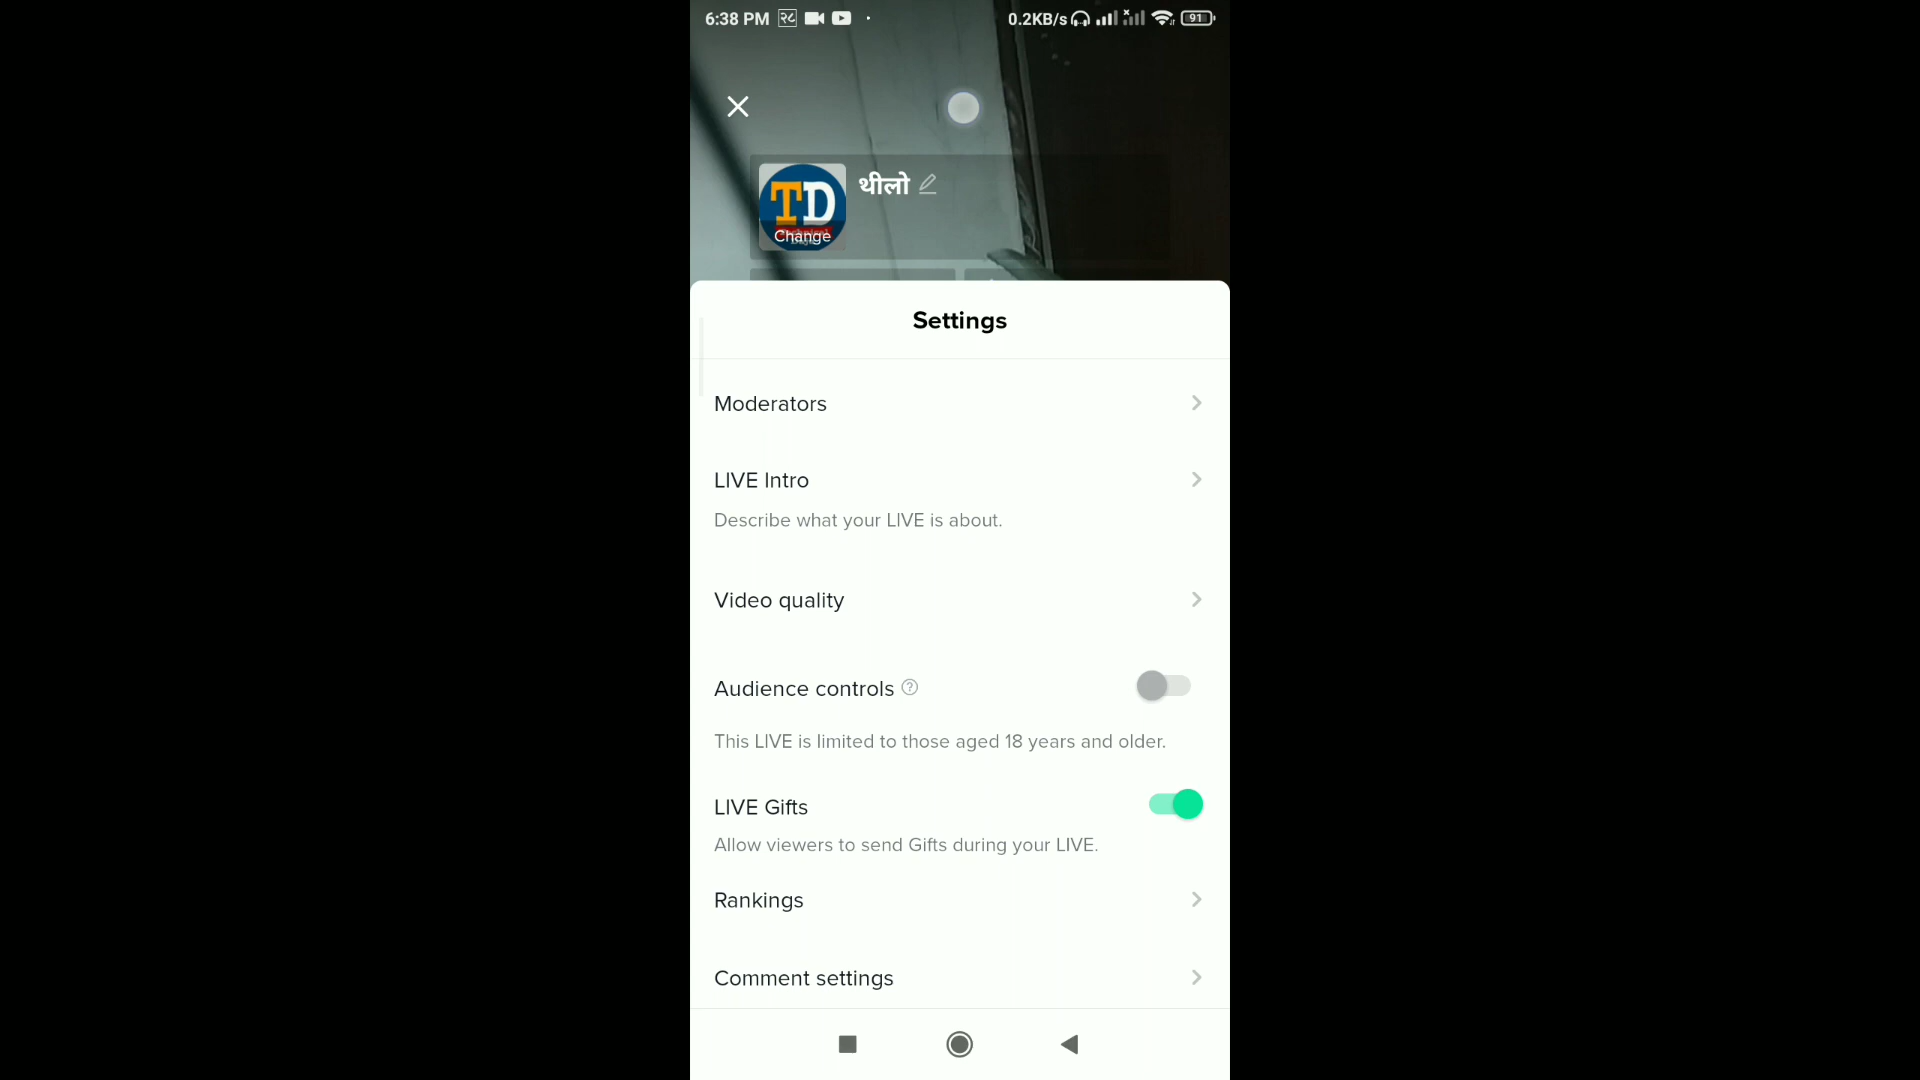 6:38 PM २८ 0.2KB/s 91
थीलो
TD
Change
Settings
Moderators
LIVE Intro
Describe what your LIVE is about.
Video quality
Audience controls ?
This LIVE is limited to those aged 18 years and older.
LIVE Gifts
Allow viewers to send Gifts during your LIVE.
Rankings
Comment settings